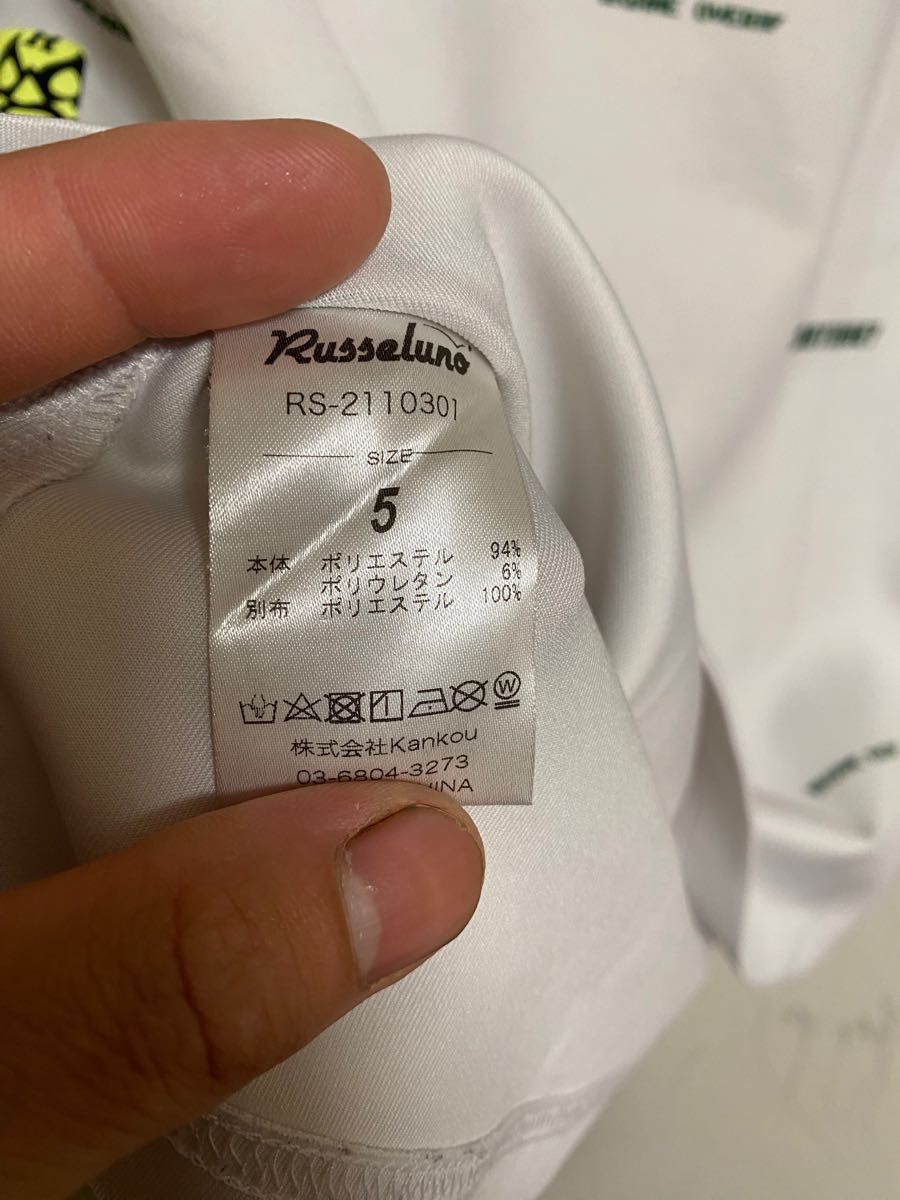 Russeluno
RS-2110301
SIZE
5
本体 ポリエステル 94%
ポリウレタン 6%
別布 ポリエステル 100%
W
株式会社Kankou
03-6804-3273